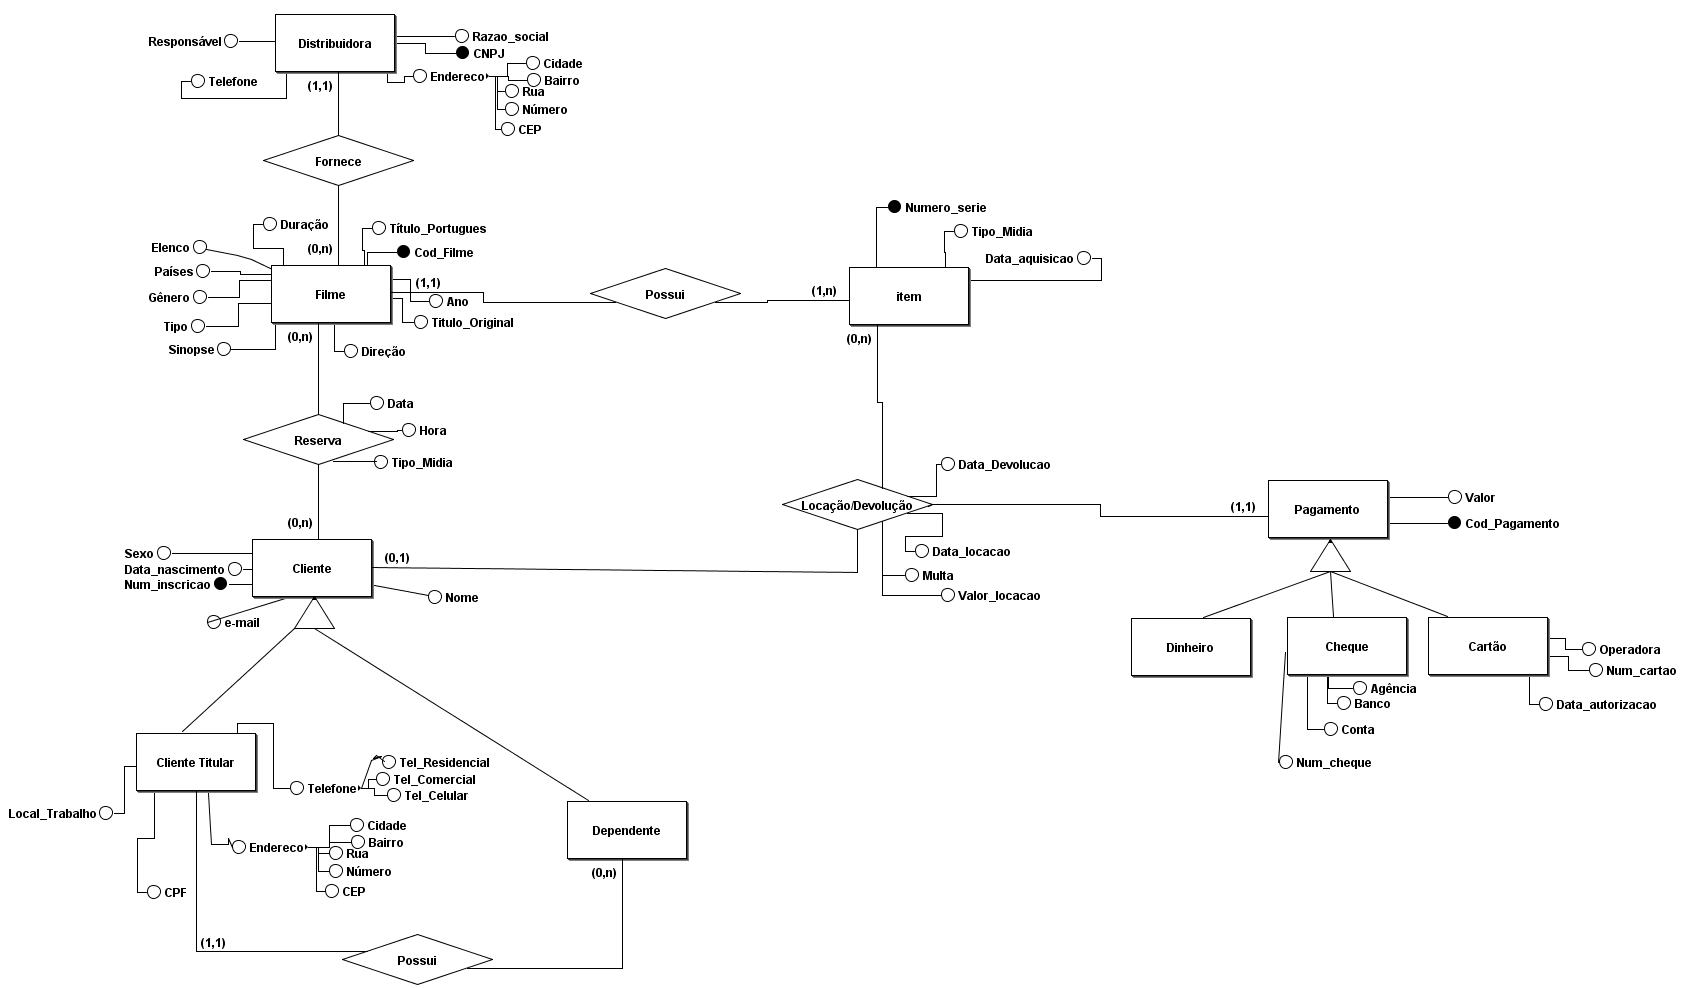 Distribuidora
Responsável
Razao_social
CNPJ
Telefone
Endereco
Cidade
Bairro
Rua
Número
CEP
(1,1)
Fornece
(0,n)
Duração
Título_Portugues
Elenco
Cod_Filme
Países
Gênero
Filme
(1,1)
Ano
Tipo
Titulo_Original
Sinopse
(0,n)
Direção
Possui
(1,n)
Numero_serie
Tipo_Midia
Data_aquisicao
item
(0,n)
Data
Hora
Reserva
Tipo_Midia
(0,n)
Data_Devolucao
Locação/Devolução
Data_locacao
Multa
Valor_locacao
(1,1)
Pagamento
Valor
Cod_Pagamento
Sexo
Data_nascimento
Num_inscricao
Cliente
(0,1)
Nome
e-mail
Dinheiro
Cheque
Cartão
Operadora
Num_cartao
Data_autorizacao
Agência
Banco
Conta
Num_cheque
Cliente Titular
Telefone
Tel_Residencial
Tel_Comercial
Tel_Celular
Local_Trabalho
Endereco
Cidade
Bairro
Rua
Número
CEP
CPF
Dependente
(0,n)
(1,1)
Possui